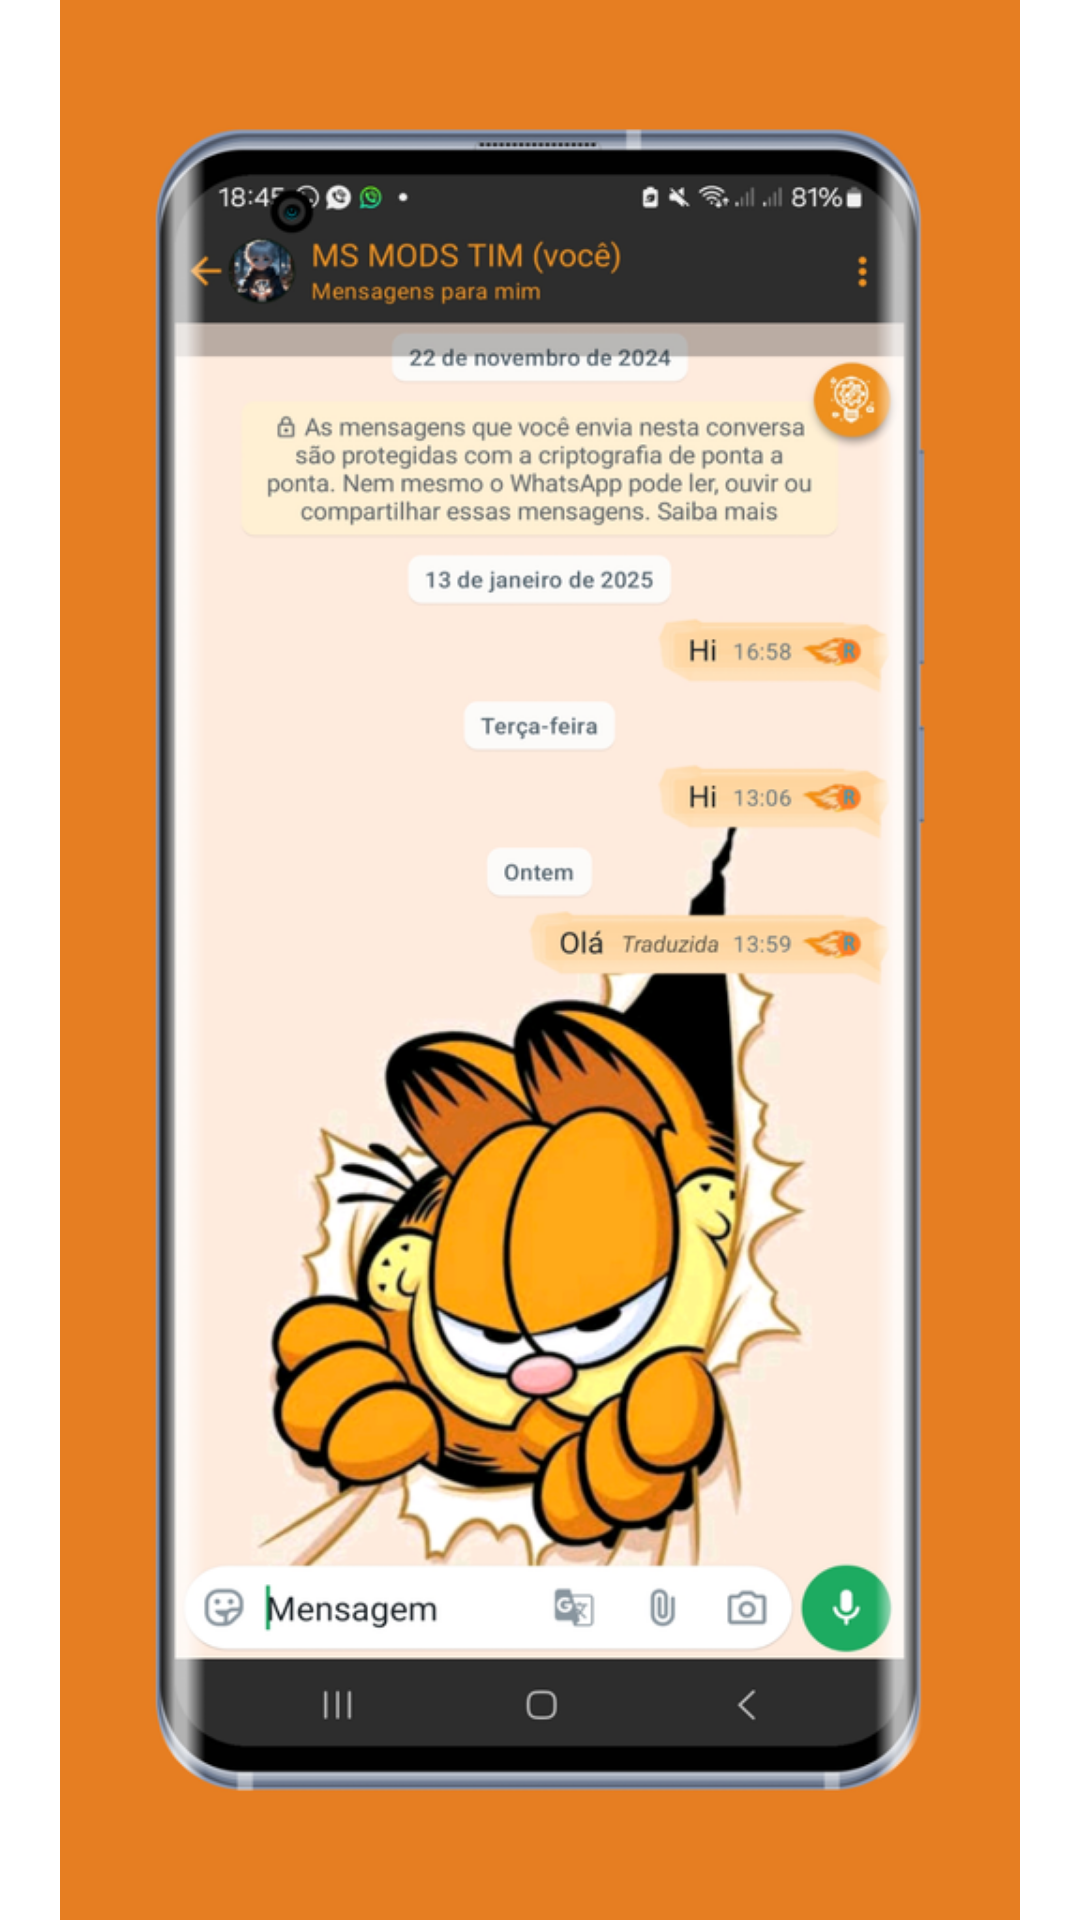 18:45
81%
MS MODS TIM (você)
Mensagens para mim
22 de novembro de 2024
As mensagens que você envia nesta conversa
são protegidas com a criptografia de ponta a
ponta. Nem mesmo o WhatsApp pode ler, ouvir ou
compartilhar essas mensagens. Saiba mais
13 de janeiro de 2025
Hi 16:58 R
Terça-feira
Hi 13:06 R
Ontem
Olá Traduzida 13:59 R
Mensagem
G